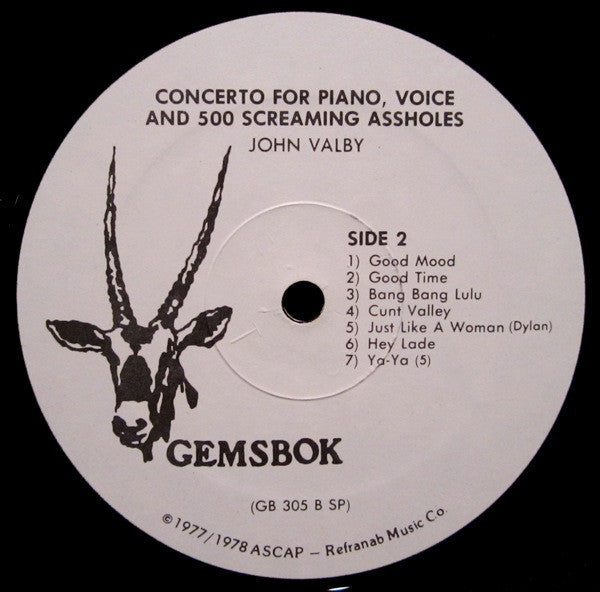 CONCERTO FOR PIANO, VOICE
AND 500 SCREAMING ASSHOLES
JOHN VALBY
SIDE 2
1) Good Mood
2) Good Time
3) Bang Bang Lulu
4) Cunt Valley
5) Just Like A Woman (Dylan)
6) Hey Lade
7) Ya-Ya (5)
GEMSBOK
(GB 305 B SP)
©1977/1978 ASCAP – Refranab Music Co.